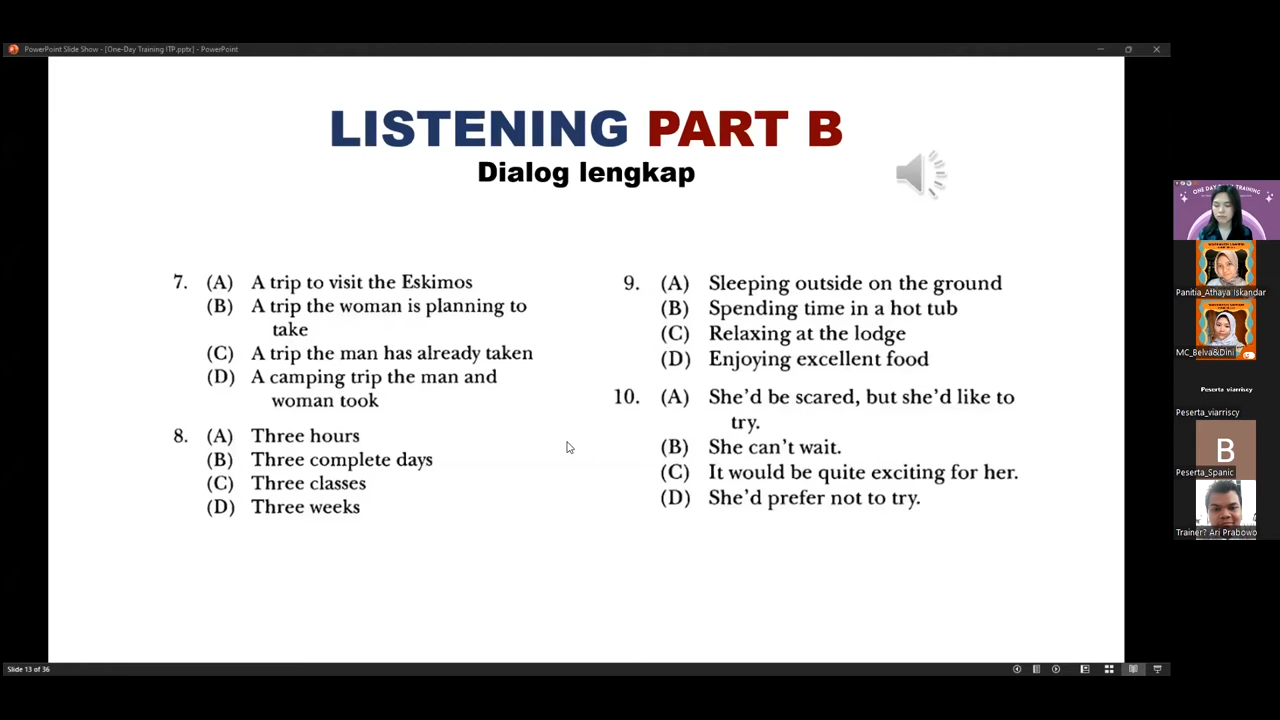 PowerPoint Slide Show - [One-Day Training ITP.pptx] - PowerPoint
LISTENING PART B
Dialog lengkap
7. (A) A trip to visit the Eskimos
(B) A trip the woman is planning to
take
(C) A trip the man has already taken
(D) A camping trip the man and
woman took
8. (A) Three hours
(B) Three complete days
(C) Three classes
(D) Three weeks
9. (A) Sleeping outside on the ground
(B) Spending time in a hot tub
(C) Relaxing at the lodge
(D) Enjoying excellent food
10. (A) She'd be scared, but she'd like to
try.
(B) She can't wait.
(C) It would be quite exciting for her.
(D) She'd prefer not to try.
TRAINING
Panitia_Athaya Iskandar
MC_Belva&Dini
Peserta viarriscy
Peserta_viarriscy
B
Peserta_Spanic
Trainer? Ari Prabowo
Slide 13 of 36